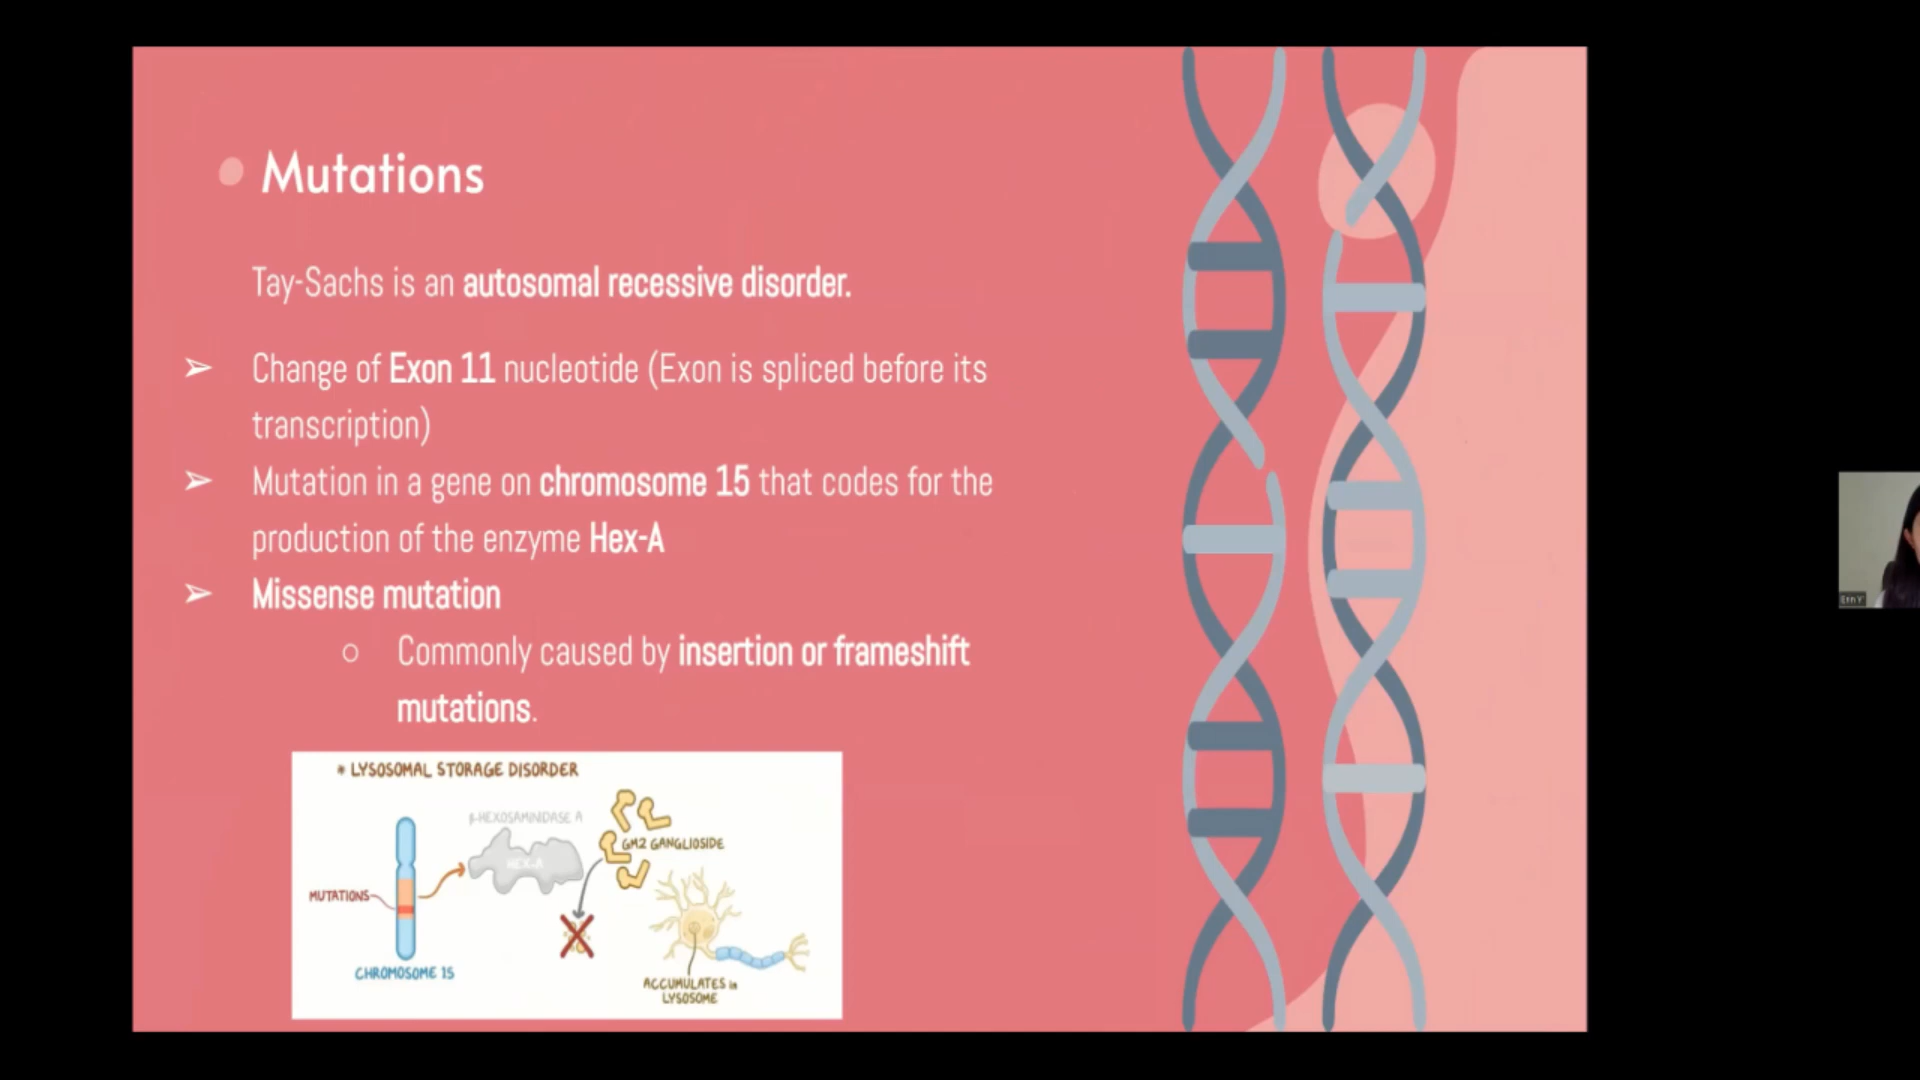 Mutations
Tay-Sachs is an autosomal recessive disorder.
➢ Change of Exon 11 nucleotide (Exon is spliced before its
transcription)
➢ Mutation in a gene on chromosome 15 that codes for the
production of the enzyme Hex-A
➢ Missense mutation
○ Commonly caused by insertion or frameshift
mutations.
* LYSOSOMAL STORAGE DISORDER
β-HEXOSAMINIDASE A
HEX-A
GM2 GANGLIOSIDE
MUTATIONS
CHROMOSOME 15
ACCUMULATES in
LYSOSOME